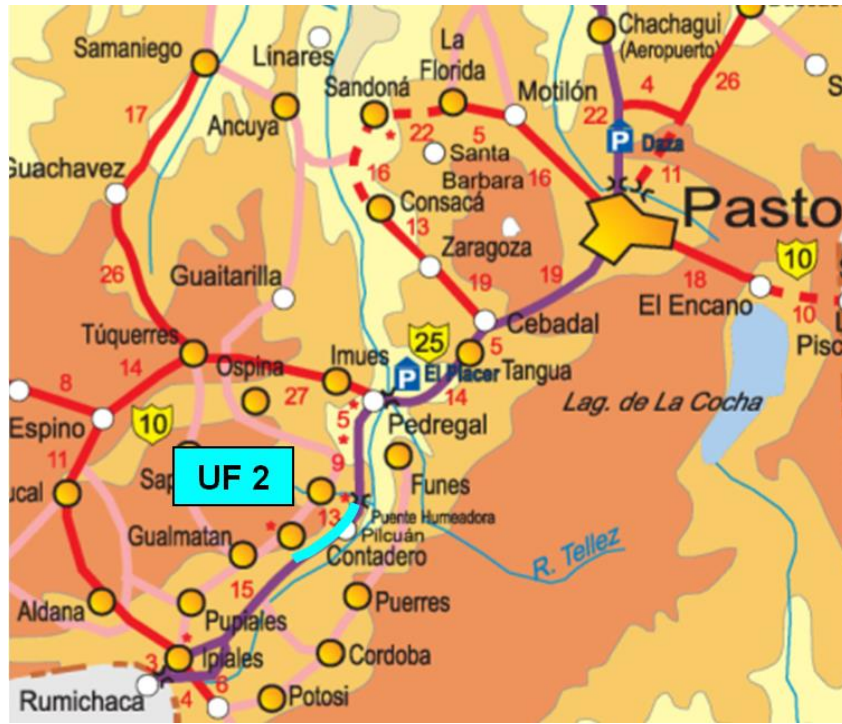 Chachagui
(Aeropuerto)
Samaniego
Linares
La
Florida
4
26
Sandoná
Motilón
17
Ancuya
22
5
22
P
Daza
Guachavez
16
Santa
Barbara
16
11
Consacá
Pasto
13
26
Guaitarilla
Zaragoza
19
19
18
10
El Encano
10
Túquerres
Cebadal
25
5
Ospina
Imues
P
El Placer
Tangua
14
8
14
27
5
Pedregal
Lag. de La Cocha
Espino
10
9
UF 2
Funes
11
13
Puente Humeadora
Pilcuán
Gualmatan
Contadero
R. Tellez
15
Aldana
Pupiales
Puerres
Ipiales
Cordoba
3
Rumichaca
4
6
Potosi